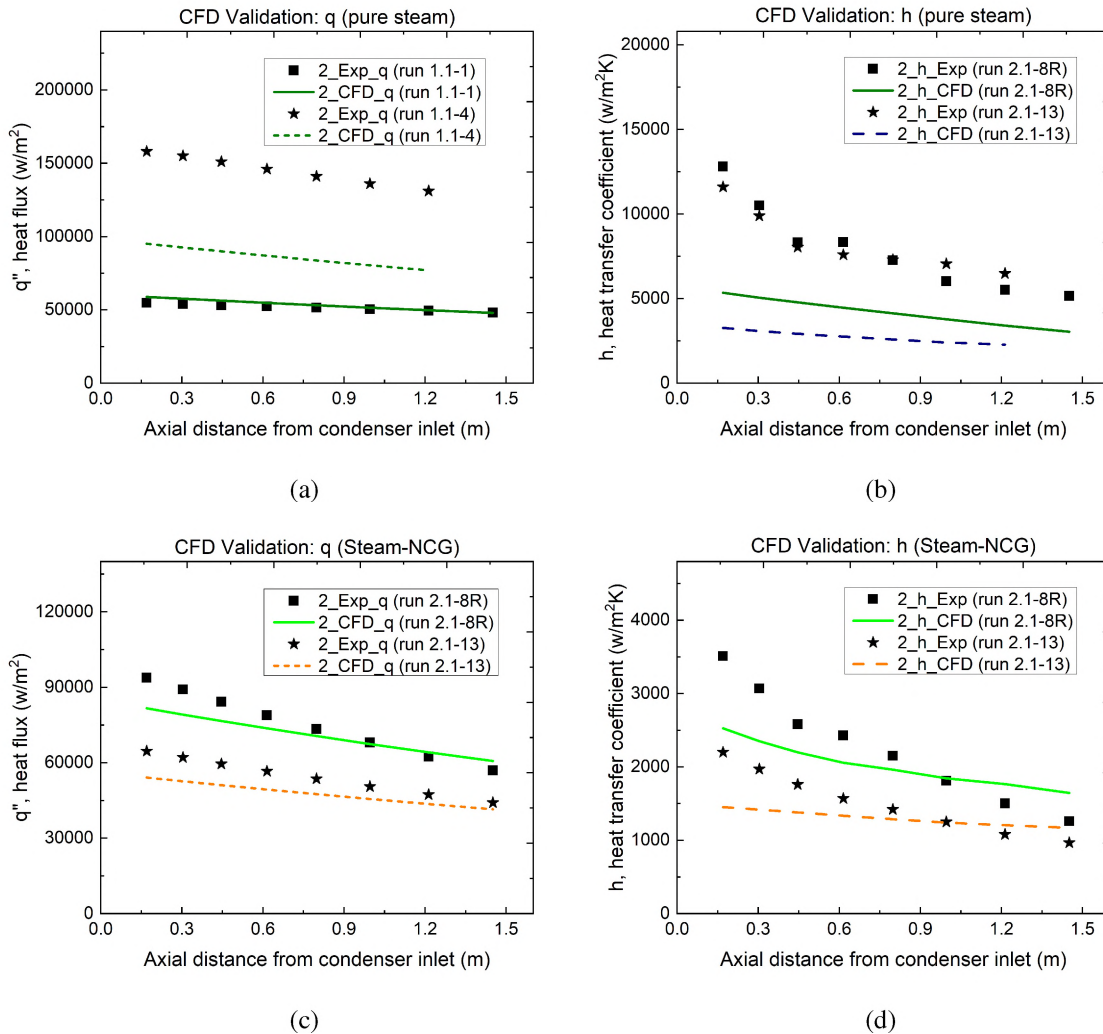 CFD Validation: q (pure steam)
2_Exp_q (run 1.1-1)
2_CFD_q (run 1.1-1)
2_Exp_q (run 1.1-4)
2_CFD_q (run 1.1-4)
q", heat flux (w/m²)
200000
150000
100000
50000
0
0.0 0.3 0.6 0.9 1.2 1.5
Axial distance from condenser inlet (m)
(a)
CFD Validation: h (pure steam)
2_h_Exp (run 2.1-8R)
2_h_CFD (run 2.1-8R)
2_h_Exp (run 2.1-13)
2_h_CFD (run 2.1-13)
h, heat transfer coefficient (w/m²K)
20000
15000
10000
5000
0
0.0 0.3 0.6 0.9 1.2 1.5
Axial distance from condenser inlet (m)
(b)
CFD Validation: q (Steam-NCG)
2_Exp_q (run 2.1-8R)
2_CFD_q (run 2.1-8R)
2_Exp_q (run 2.1-13)
2_CFD_q (run 2.1-13)
q", heat flux (w/m²)
120000
90000
60000
30000
0
0.0 0.3 0.6 0.9 1.2 1.5
Axial distance from condenser inlet (m)
(c)
CFD Validation: h (Steam-NCG)
2_h_Exp (run 2.1-8R)
2_h_CFD (run 2.1-8R)
2_h_Exp (run 2.1-13)
2_h_CFD (run 2.1-13)
h, heat transfer coefficient (w/m²K)
4000
3000
2000
1000
0
0.0 0.3 0.6 0.9 1.2 1.5
Axial distance from condenser inlet (m)
(d)